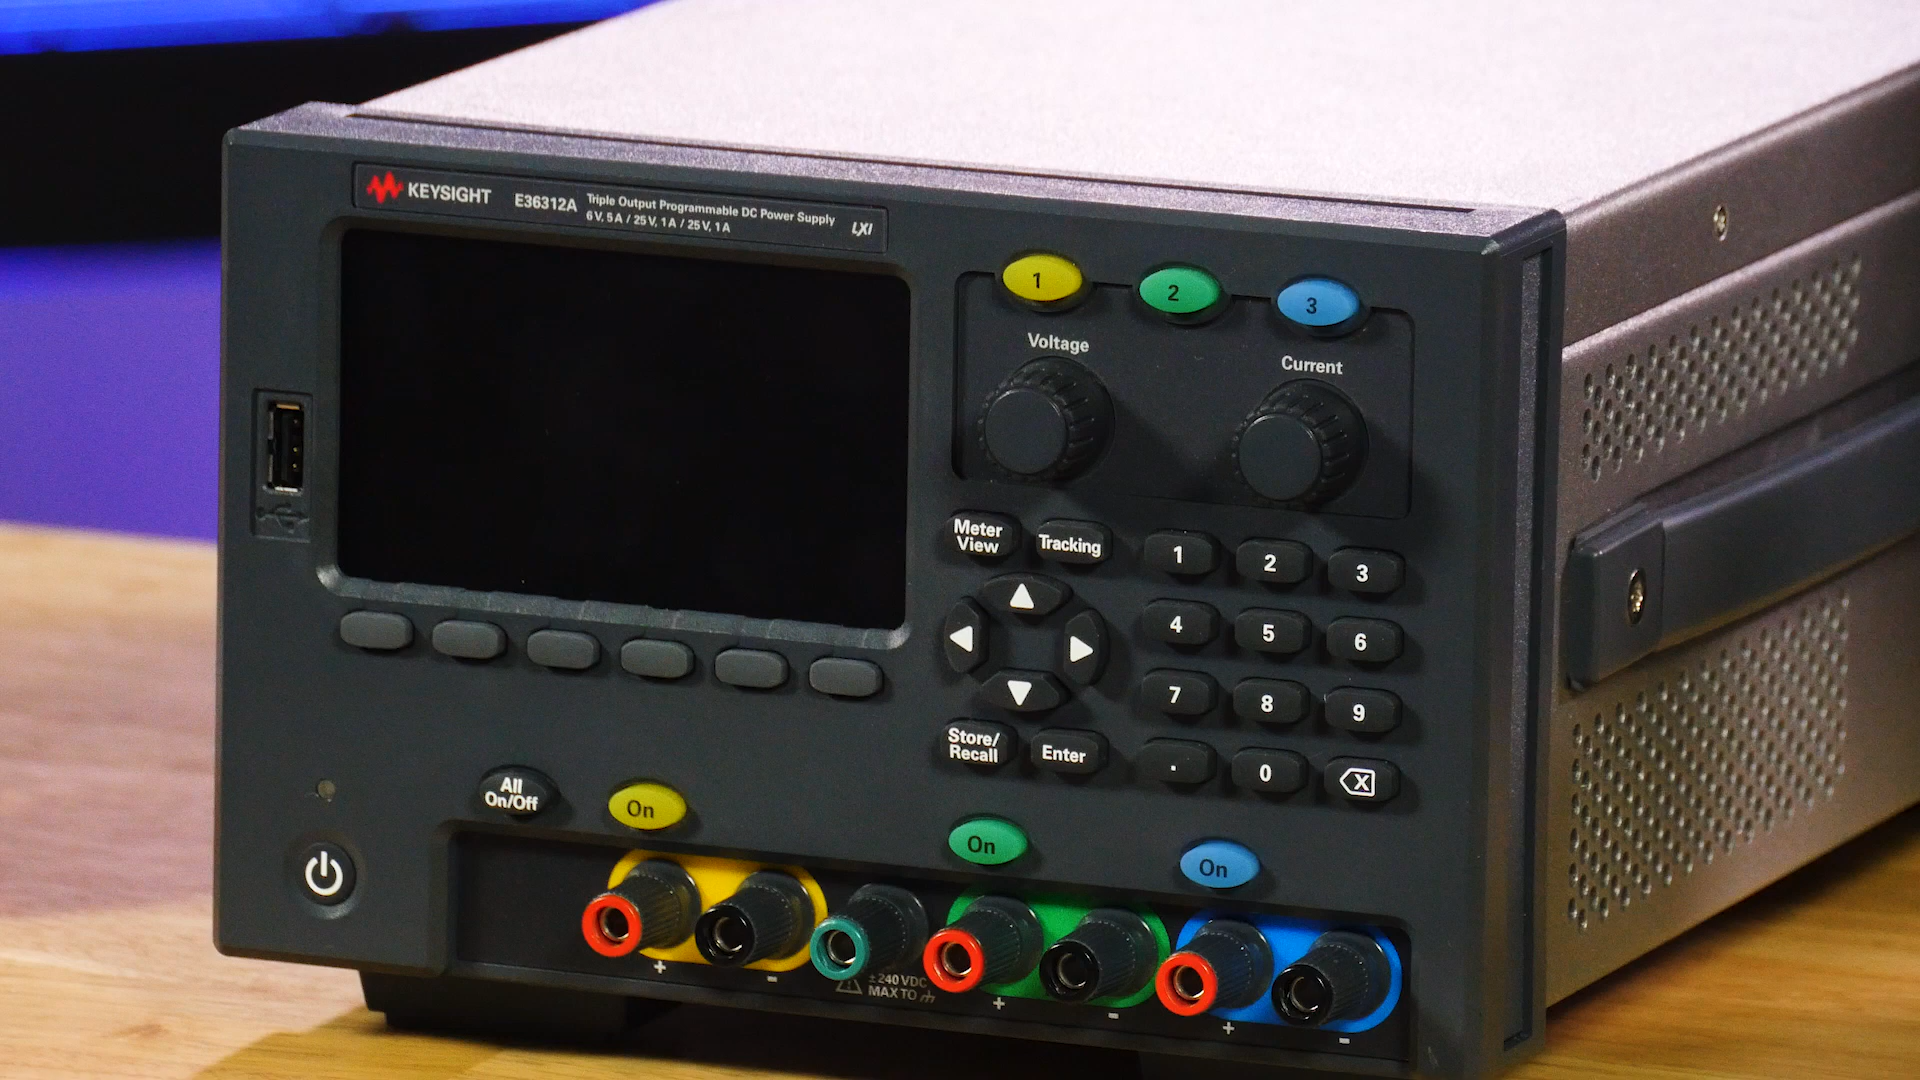 KEYSIGHT E36312A Triple Output Programmable DC Power Supply
6V, 5A / 25V, 1A / 25V, 1A LXI
1 2 3
Voltage
Current
Meter
View
Tracking
1 2 3
4 5 6
7 8 9
. 0 X
Store/
Recall
Enter
All
On/Off
On
On
On
±240 VDC
MAX TO
+ - + - + -